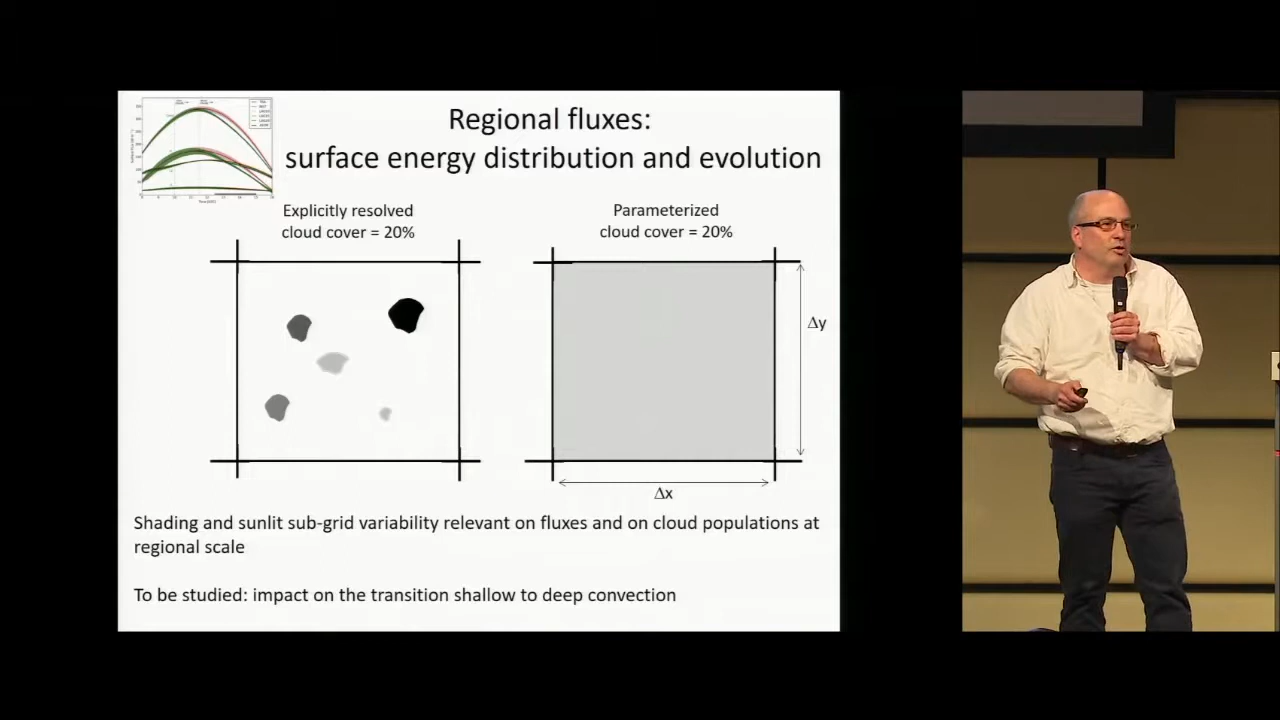 Regional fluxes:
surface energy distribution and evolution
Explicitly resolved
cloud cover = 20%
Parameterized
cloud cover = 20%
Δy
Δx
Shading and sunlit sub-grid variability relevant on fluxes and on cloud populations at
regional scale
To be studied: impact on the transition shallow to deep convection